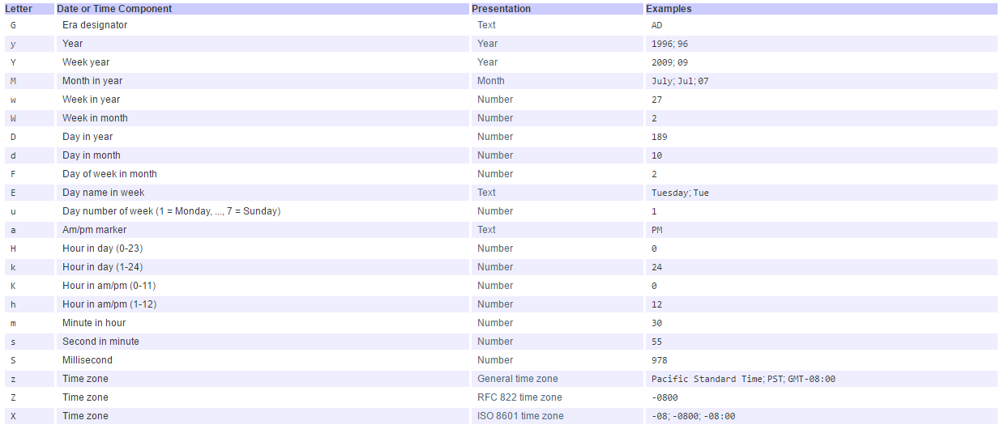 Letter Date or Time Component Presentation Examples
G Era designator Text AD
y Year Year 1996; 96
Y Week year Year 2009; 09
M Month in year Month July; Jul; 07
w Week in year Number 27
W Week in month Number 2
D Day in year Number 189
d Day in month Number 10
F Day of week in month Number 2
E Day name in week Text Tuesday; Tue
u Day number of week (1 = Monday, ..., 7 = Sunday) Number 1
a Am/pm marker Text PM
H Hour in day (0-23) Number 0
k Hour in day (1-24) Number 24
K Hour in am/pm (0-11) Number 0
h Hour in am/pm (1-12) Number 12
m Minute in hour Number 30
s Second in minute Number 55
S Millisecond Number 978
z Time zone General time zone Pacific Standard Time; PST; GMT-08:00
Z Time zone RFC 822 time zone -0800
X Time zone ISO 8601 time zone -08; -0800; -08:00